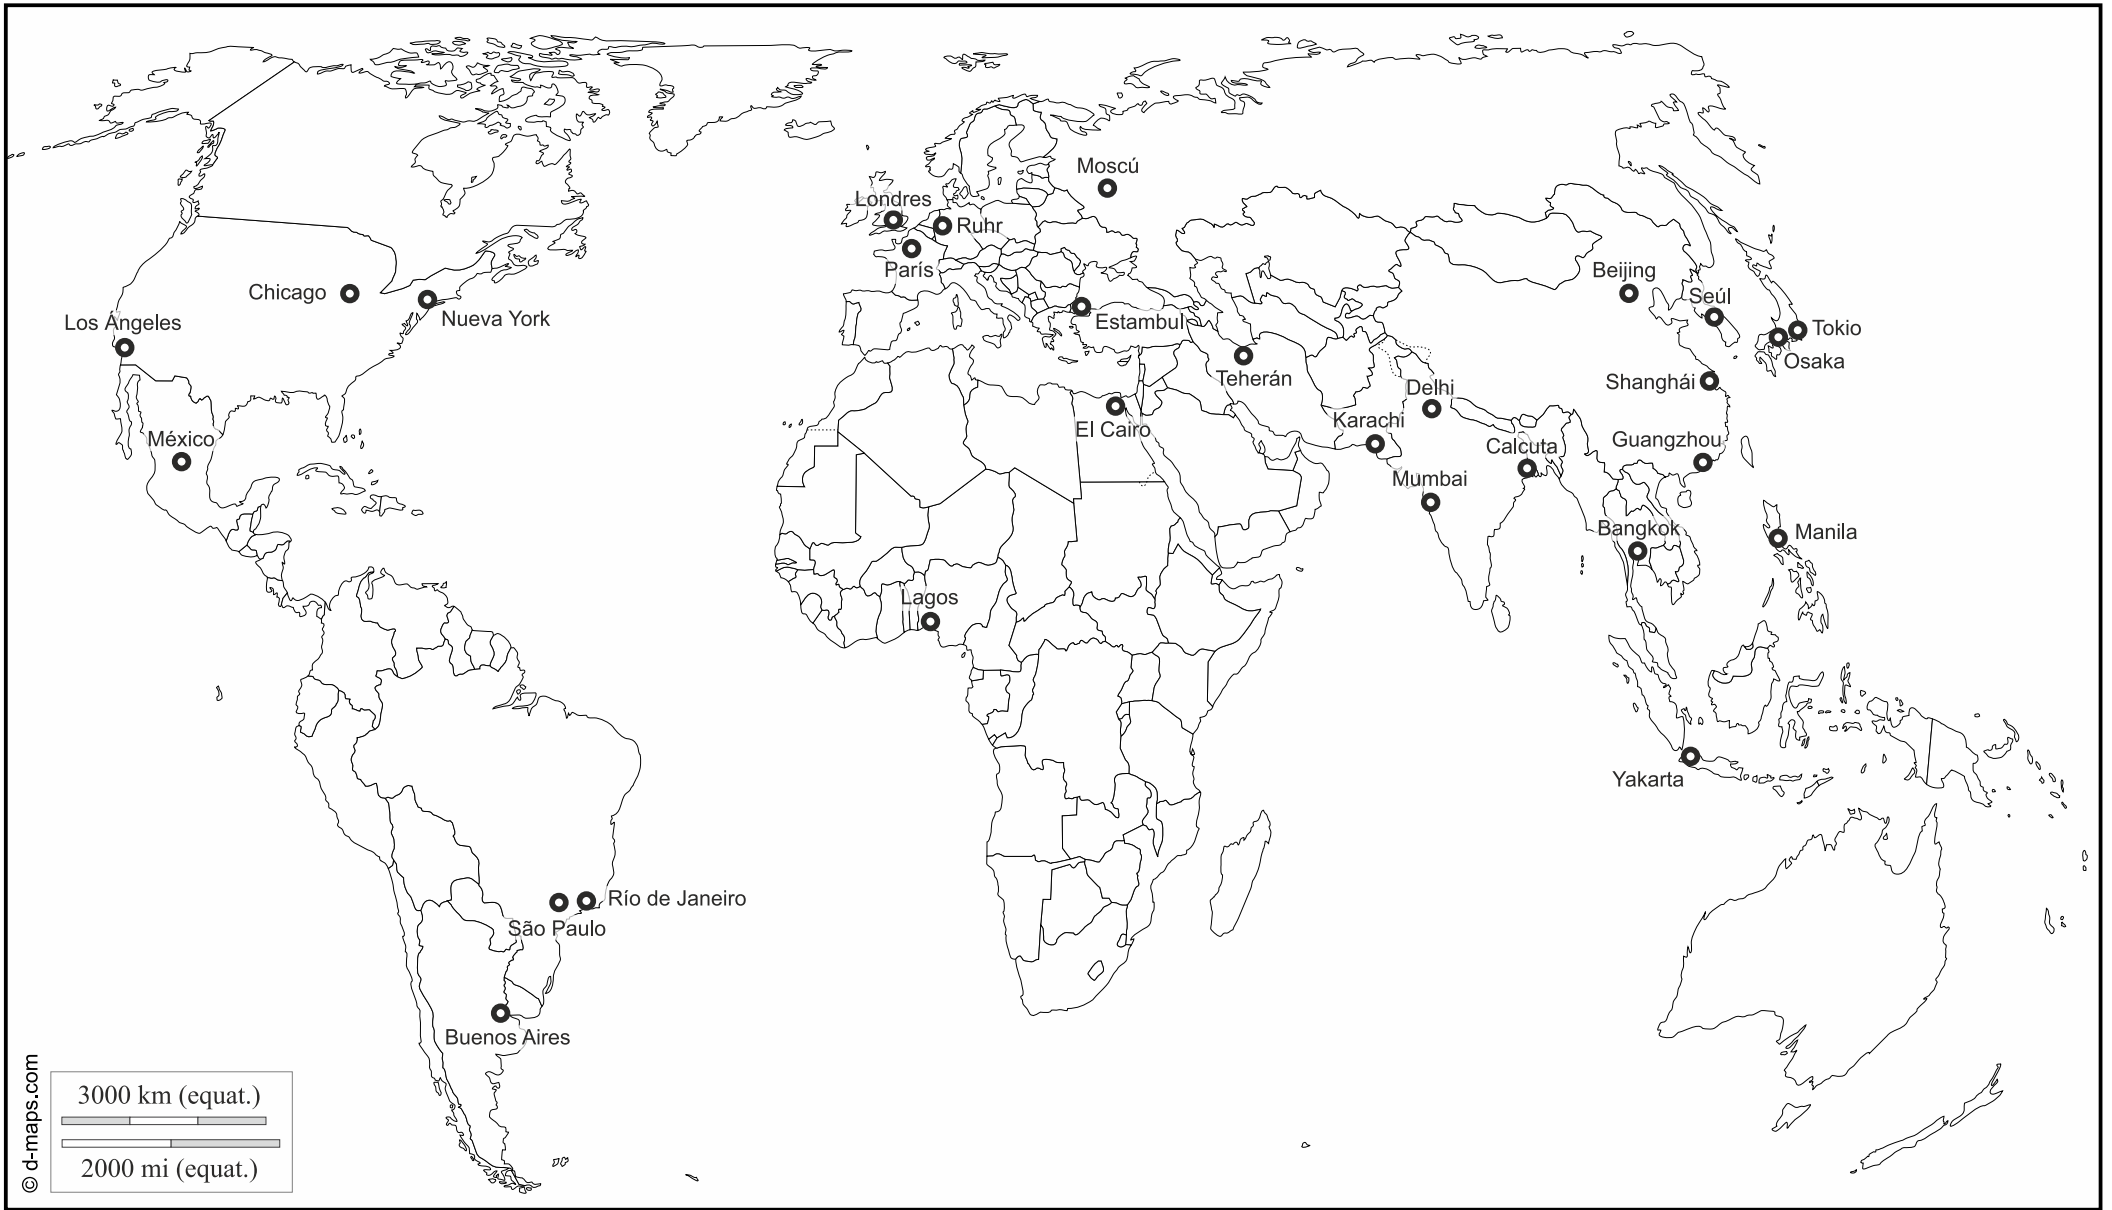 Moscú
Londres
Ruhr
París
Chicago
Nueva York
Los Ángeles
Estambul
Beijing
Seúl
Tokio
Osaka
Teherán
Shanghái
Delhi
Karachi
El Cairo
México
Calcuta
Guangzhou
Mumbai
Bangkok
Manila
Lagos
Yakarta
Río de Janeiro
São Paulo
Buenos Aires
3000 km (equat.)
2000 mi (equat.)
© d-maps.com